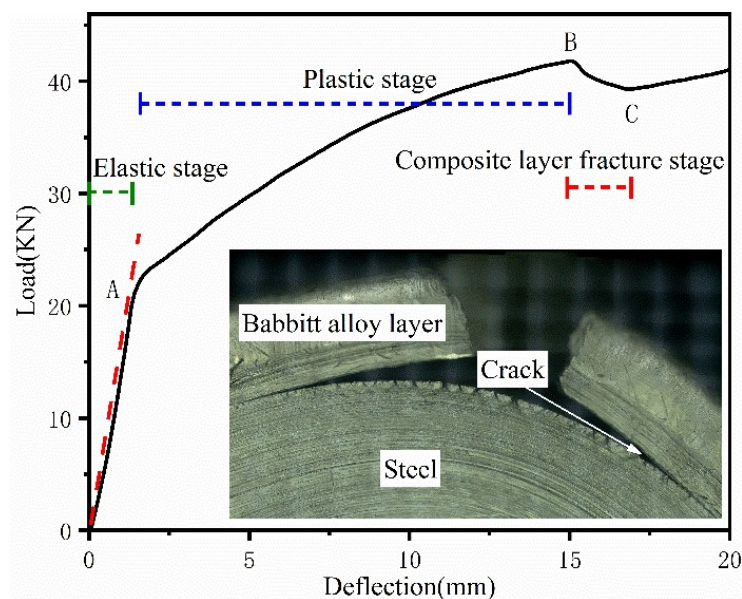 B
40
Plastic stage
C
Composite layer fracture stage
Elastic stage
30
A
20
Babbitt alloy layer
Crack
10
Steel
0
0 5 10 15 20
Load(KN)
Deflection(mm)